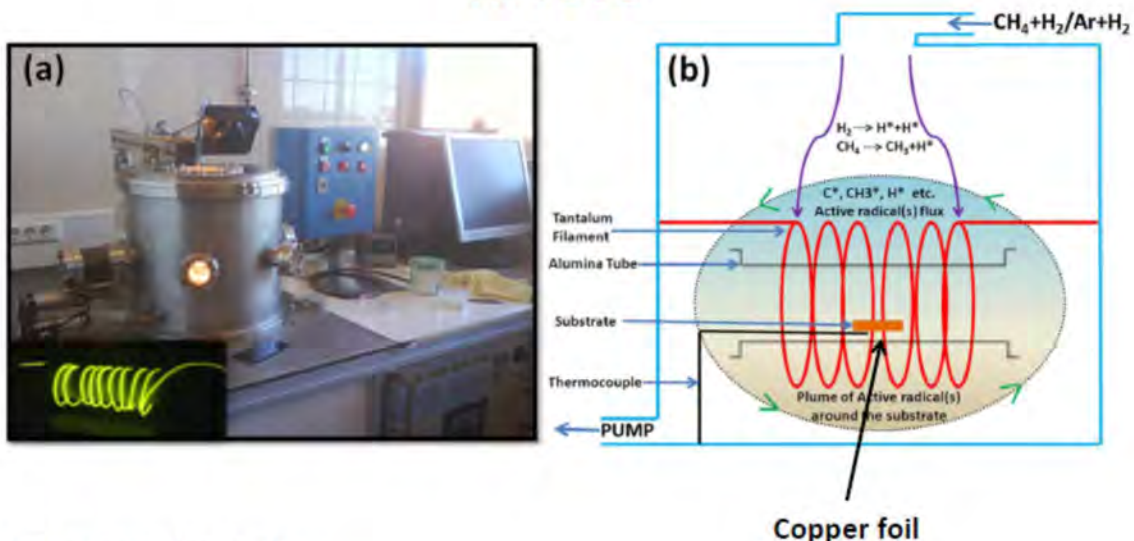 (a)
(b)
CH₄+H₂/Ar+H₂
H₂ → H*+H*
CH₄ → CH₃+H*
C*, CH3*, H* etc.
Active radical(s) flux
Tantalum
Filament
Alumina Tube
Substrate
Thermocouple
Plume of Active radical(s)
around the substrate
PUMP
Copper foil